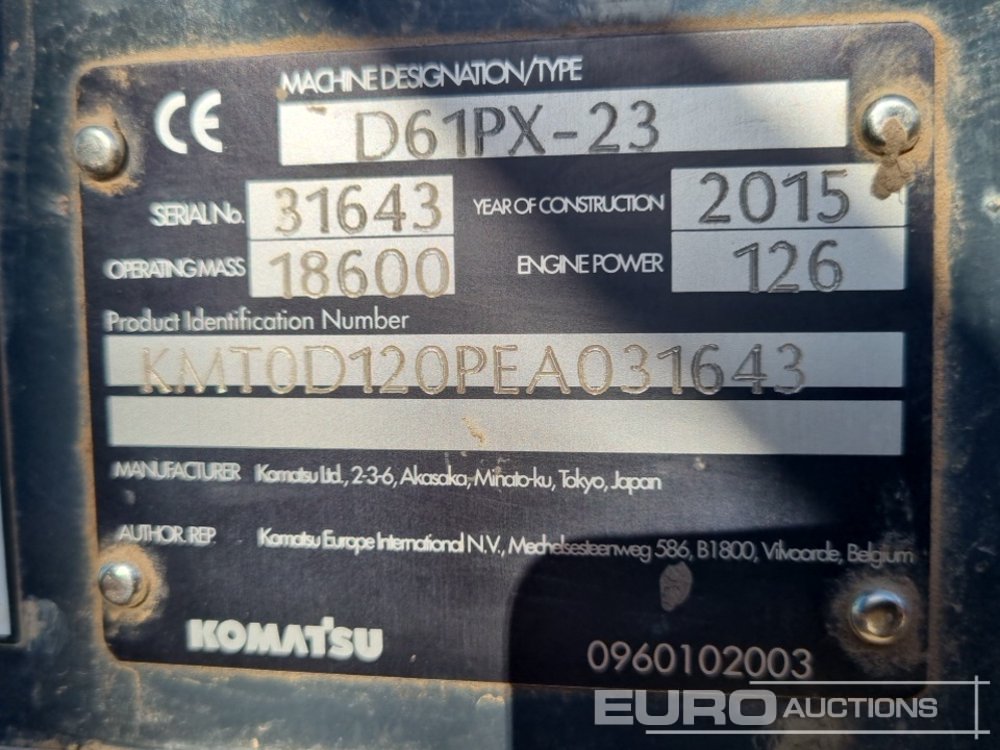 CE
MACHINE DESIGNATION/TYPE
D61PX-23
SERIAL No. 31643 YEAR OF CONSTRUCTION 2015
OPERATING MASS 18600 ENGINE POWER 126
Product Identification Number
KMT0D120PEA031643
MANUFACTURER Komatsu Ltd., 2-3-6, Akasaka, Minato-ku, Tokyo, Japan
AUTHOR. REP Komatsu Europe International N.V., Mechelsesteenweg 586, B1800, Vilvoorde, Belgium
KOMATSU
0960102003
EURO AUCTIONS